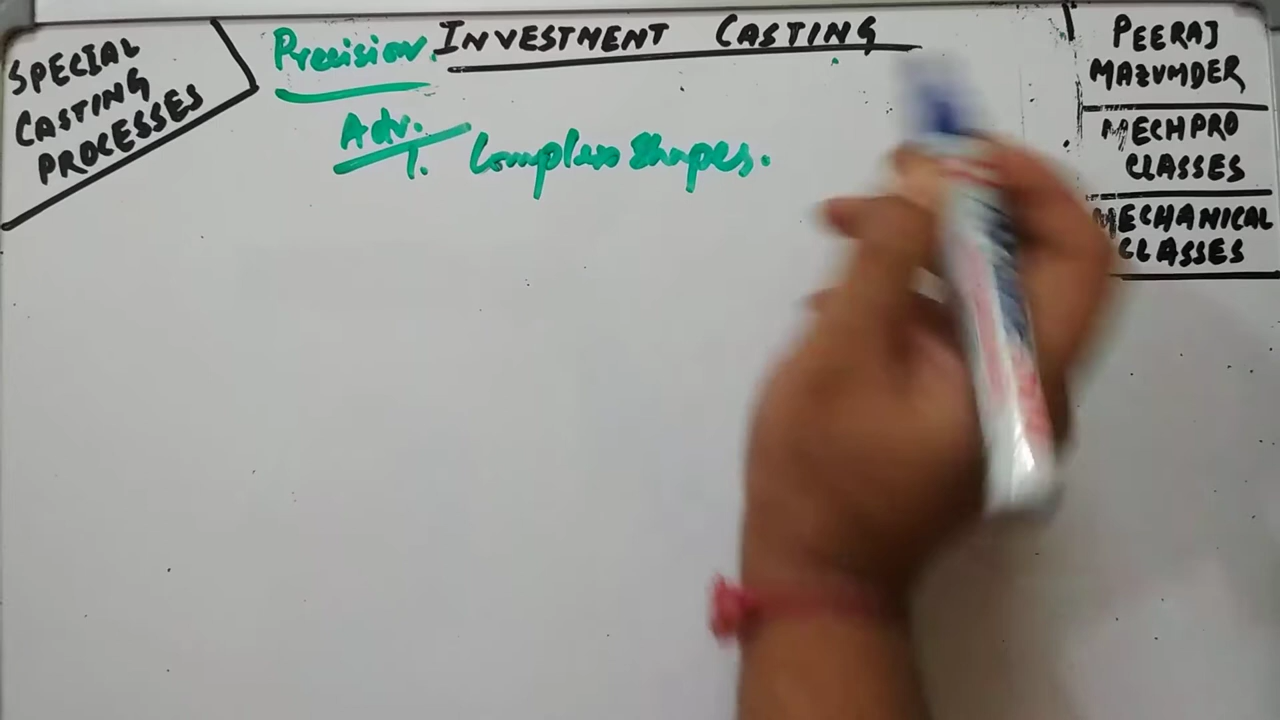 SPECIAL
CASTING
PROCESSES
Precision. INVESTMENT CASTING
Adv.
1. Complex Shapes.
PEERAJ
MAZUMDER
MECHPRO
CLASSES
MECHANICAL
CLASSES